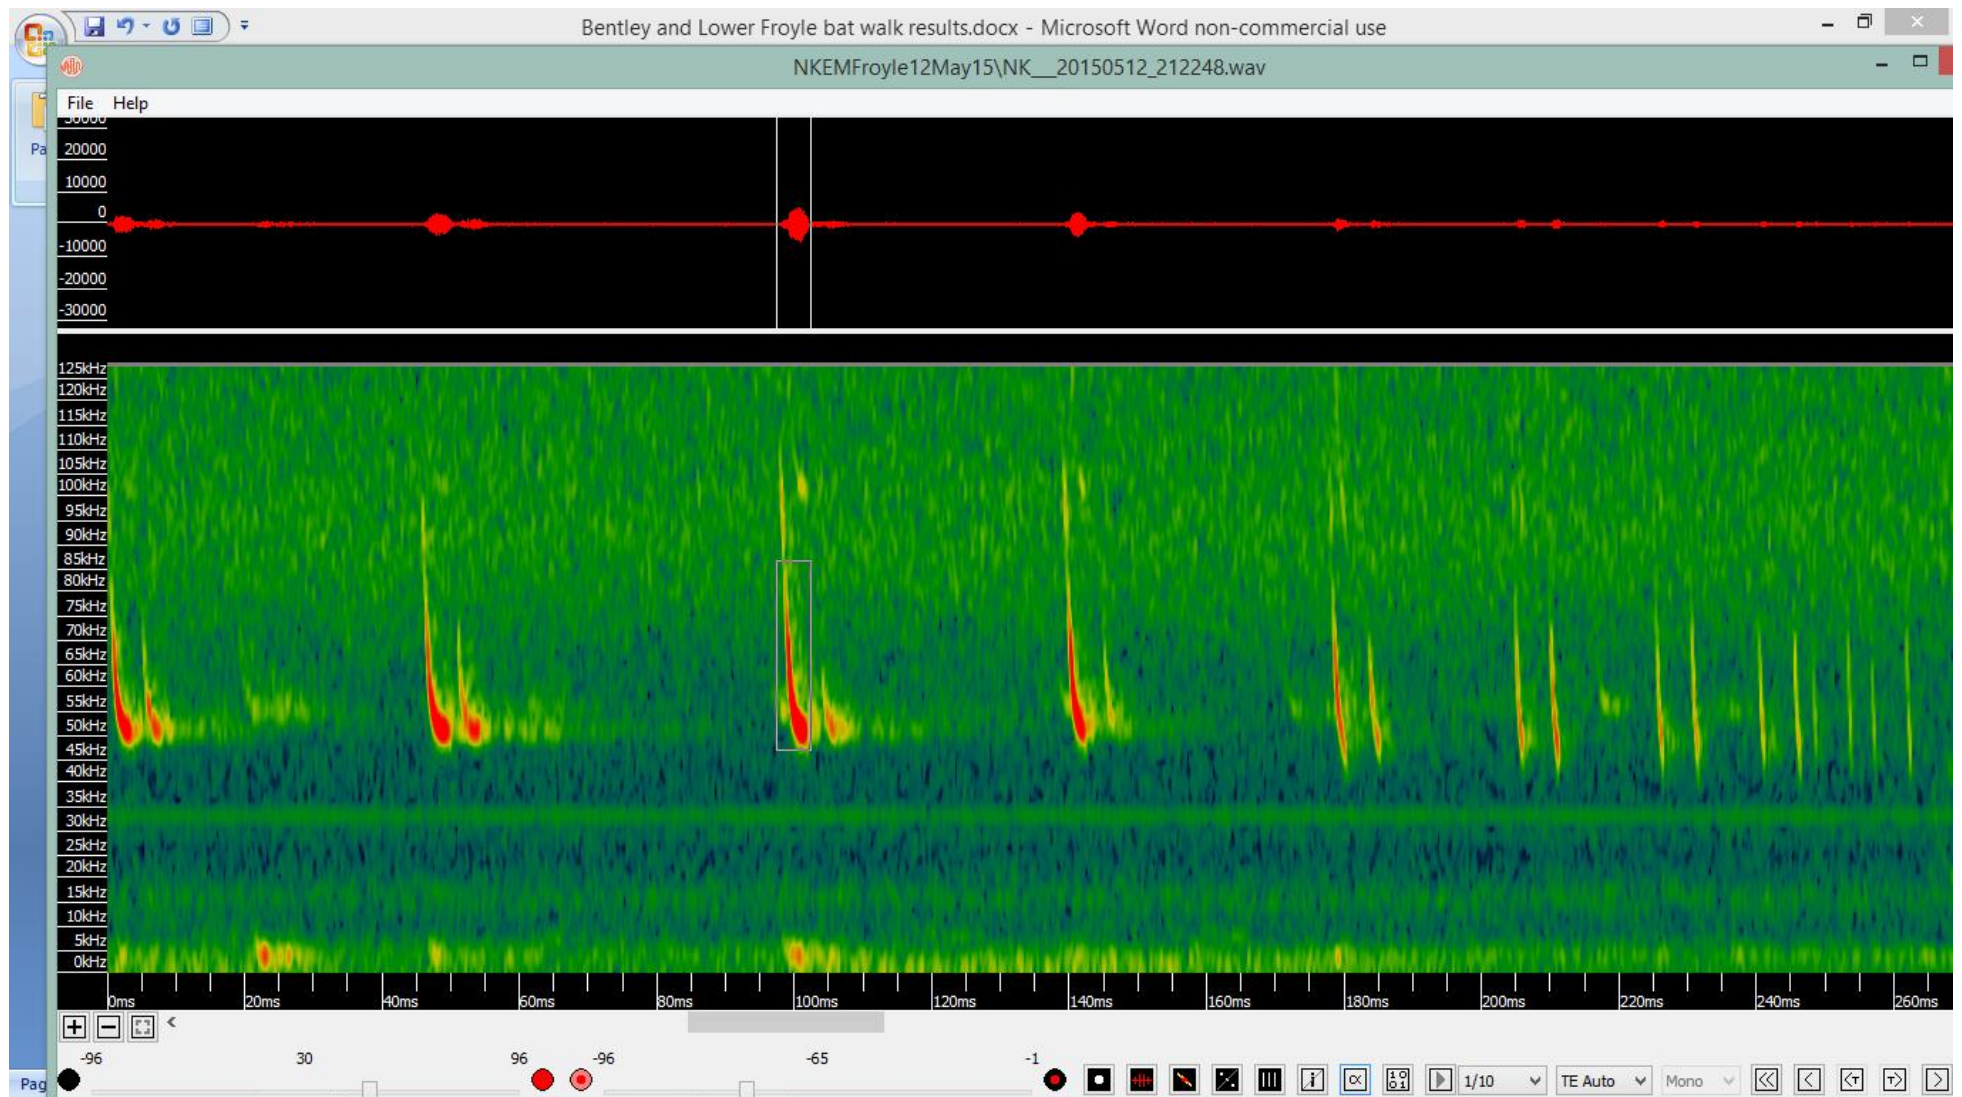 Bentley and Lower Froyle bat walk results.docx - Microsoft Word non-commercial use
NKEMFroyle12May15\NK__20150512_212248.wav
File Help
Pa
30000
20000
10000
0
-10000
-20000
-30000
125kHz
120kHz
115kHz
110kHz
105kHz
100kHz
95kHz
90kHz
85kHz
80kHz
75kHz
70kHz
65kHz
60kHz
55kHz
50kHz
45kHz
40kHz
35kHz
30kHz
25kHz
20kHz
15kHz
10kHz
5kHz
0kHz
0ms 20ms 40ms 60ms 80ms 100ms 120ms 140ms 160ms 180ms 200ms 220ms 240ms 260ms
-96 30 96 -96 -65 -1
Pag 1/10 TE Auto Mono